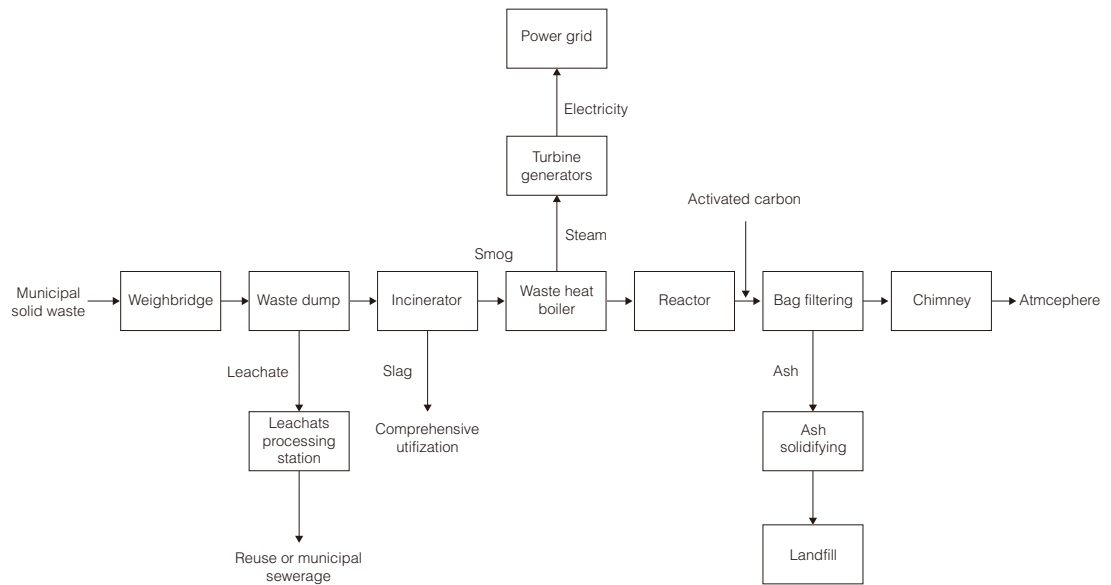 Power grid
Electricity
Turbine
generators
Activated carbon
Steam
Smog
Municipal
solid waste
Weighbridge
Waste dump
Incinerator
Waste heat
boiler
Reactor
Bag filtering
Chimney
Atmcephere
Leachate
Slag
Ash
Leachats
processing
station
Comprehensive
utifization
Ash
solidifying
Reuse or municipal
sewerage
Landfill